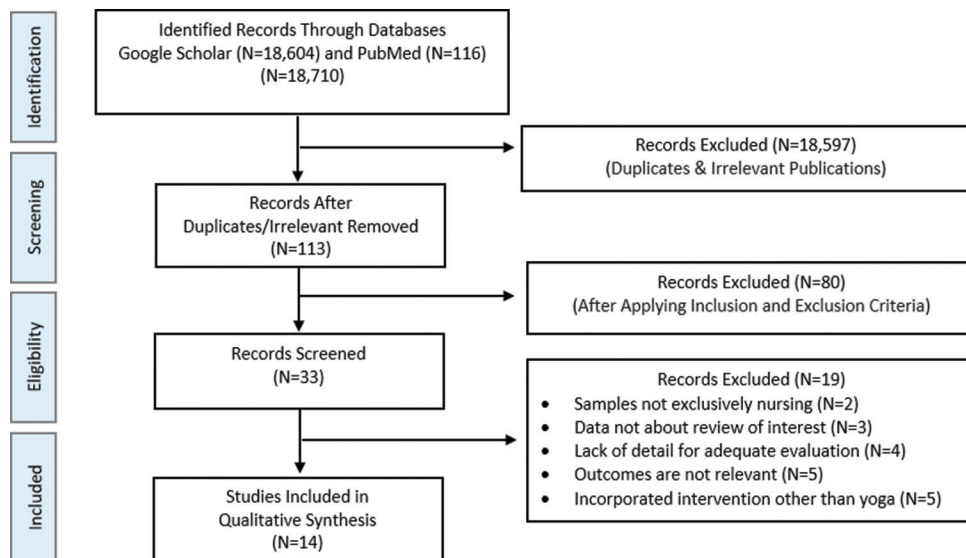 Identification
Identified Records Through Databases
Google Scholar (N=18,604) and PubMed (N=116)
(N=18,710)
Records Excluded (N=18,597)
(Duplicates & Irrelevant Publications)
Screening
Records After
Duplicates/Irrelevant Removed
(N=113)
Records Excluded (N=80)
(After Applying Inclusion and Exclusion Criteria)
Eligibility
Records Screened
(N=33)
Records Excluded (N=19)
• Samples not exclusively nursing (N=2)
• Data not about review of interest (N=3)
• Lack of detail for adequate evaluation (N=4)
• Outcomes are not relevant (N=5)
• Incorporated intervention other than yoga (N=5)
Included
Studies Included in
Qualitative Synthesis
(N=14)